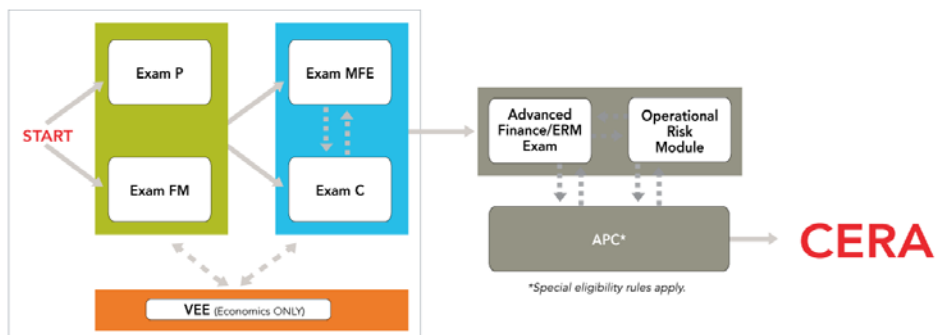 START
Exam P
Exam FM
Exam MFE
Exam C
VEE (Economics ONLY)
Advanced
Finance/ERM
Exam
Operational
Risk
Module
APC*
*Special eligibility rules apply.
CERA